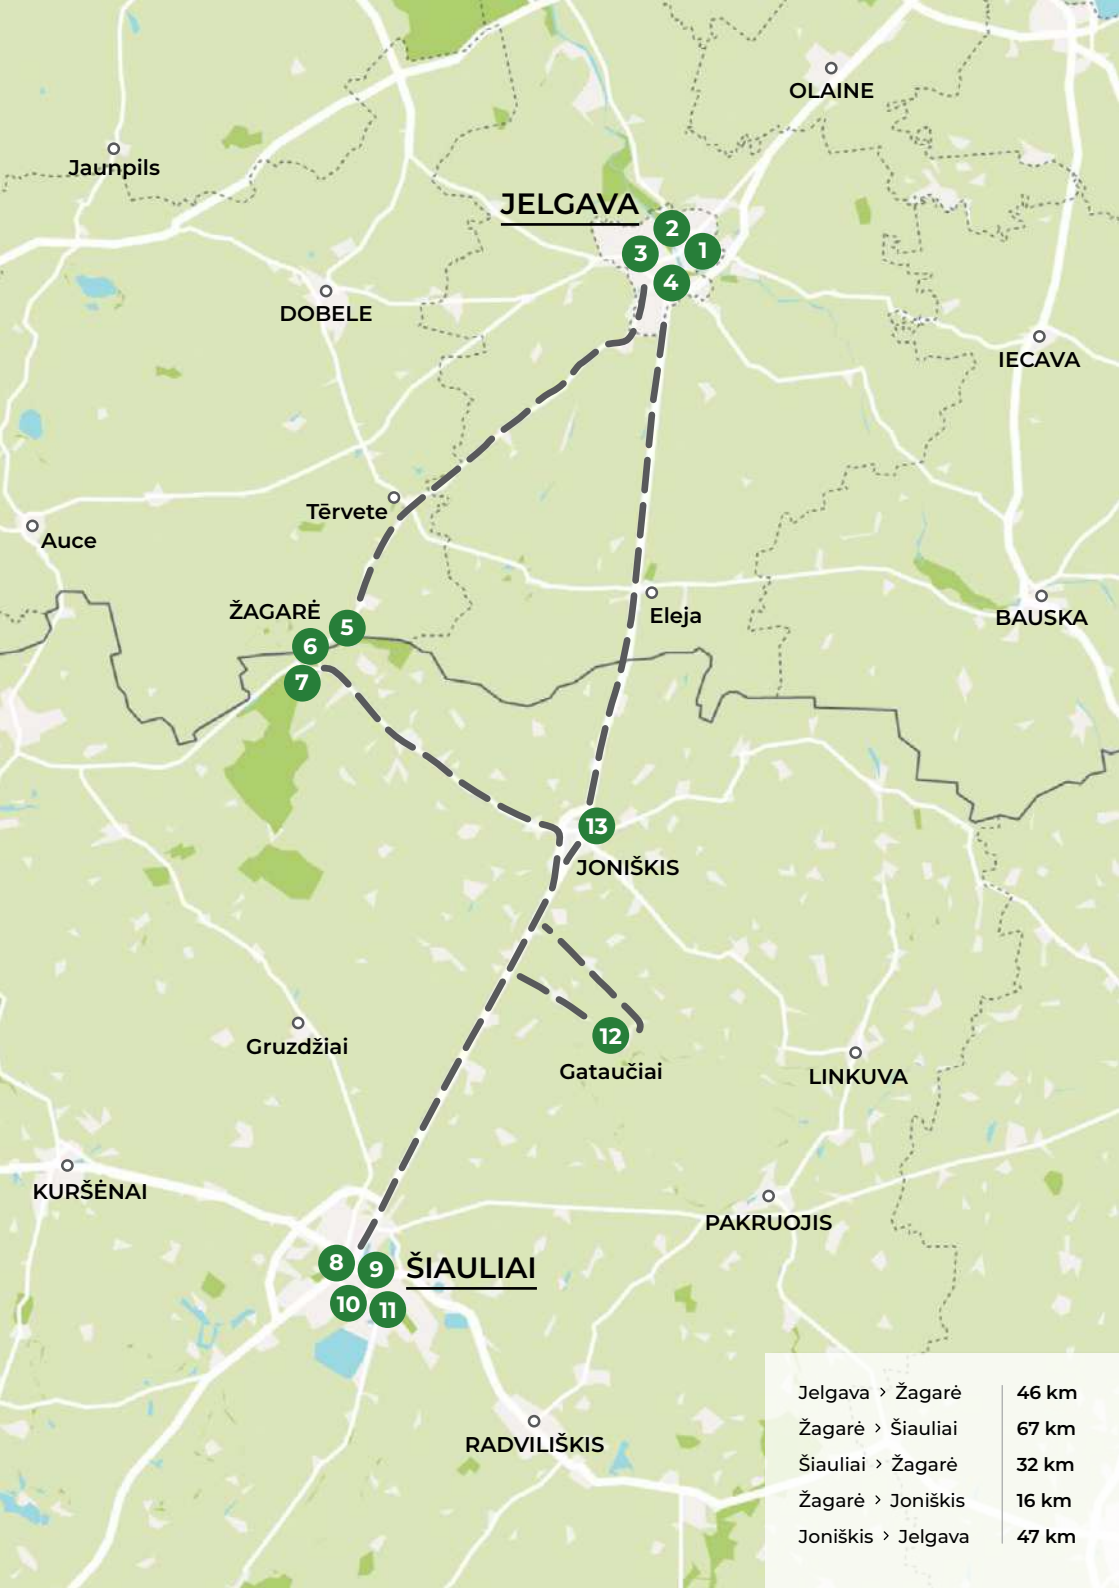 OLAINE
Jaunpils
JELGAVA
2
3
1
4
DOBELE
IECAVA
Tērvete
Auce
ŽAGARĖ
5
6
7
Eleja
BAUSKA
13
JONIŠKIS
12
Gataučiai
Gruzdžiai
LINKUVA
KURŠĖNAI
PAKRUOJIS
8
9
ŠIAULIAI
10
11
RADVILIŠKIS
Jelgava › Žagarė 46 km
Žagarė › Šiauliai 67 km
Šiauliai › Žagarė 32 km
Žagarė › Joniškis 16 km
Joniškis › Jelgava 47 km